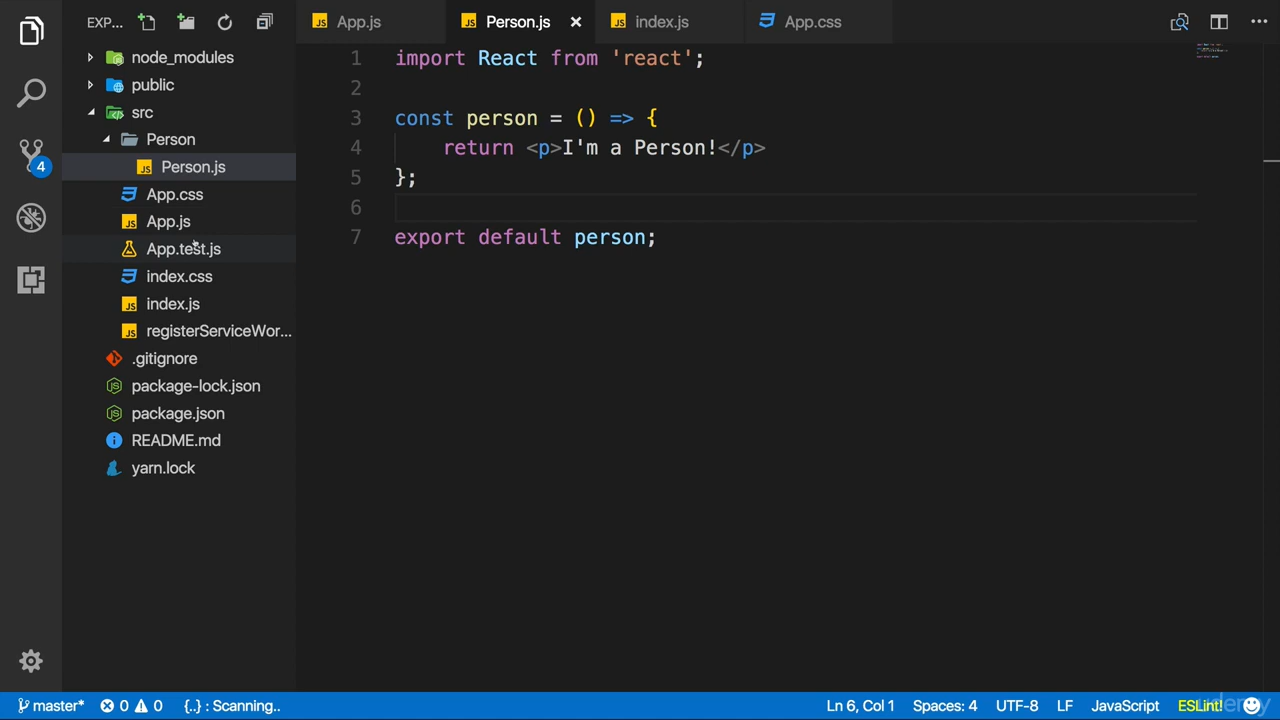 EXP...
App.js
Person.js
index.js
App.css
node_modules
public
src
Person
Person.js
App.css
App.js
App.test.js
index.css
index.js
registerServiceWor...
.gitignore
package-lock.json
package.json
README.md
yarn.lock
4
1 import React from 'react';
2
3 const person = () => {
4 return <p>I'm a Person!</p>
5 };
6
7 export default person;
master* 0 0 {..} : Scanning.. Ln 6, Col 1 Spaces: 4 UTF-8 LF JavaScript ESLint!
udemy